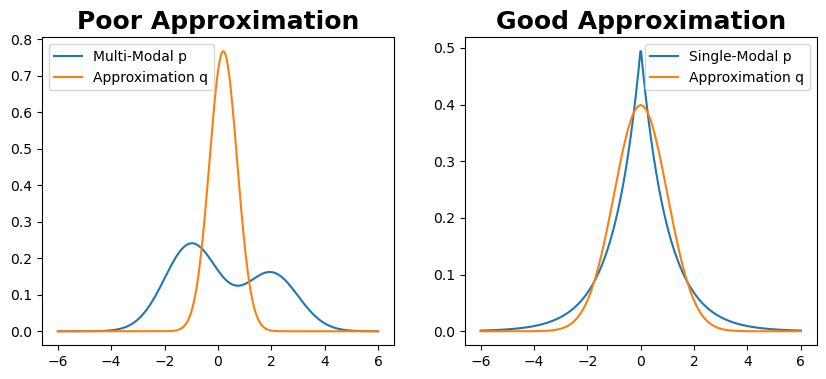 Poor Approximation
Multi-Modal p
Approximation q
0.8
0.7
0.6
0.5
0.4
0.3
0.2
0.1
0.0
−6 −4 −2 0 2 4 6
Good Approximation
Single-Modal p
Approximation q
0.5
0.4
0.3
0.2
0.1
0.0
−6 −4 −2 0 2 4 6